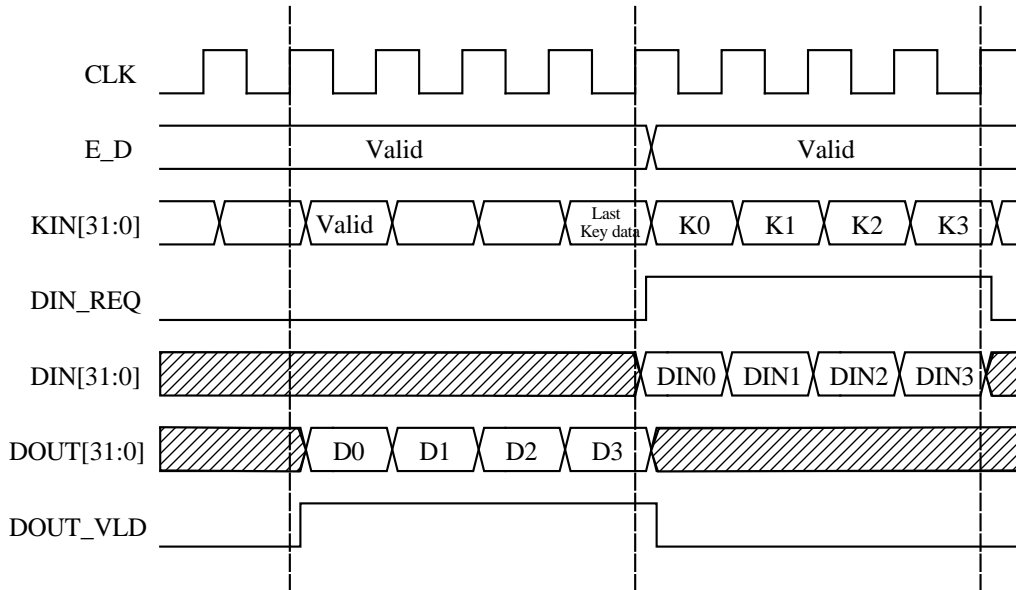 CLK
E_D
Valid
Valid
KIN[31:0]
Valid
Last
Key data
K0
K1
K2
K3
DIN_REQ
DIN[31:0]
DIN0
DIN1
DIN2
DIN3
DOUT[31:0]
D0
D1
D2
D3
DOUT_VLD